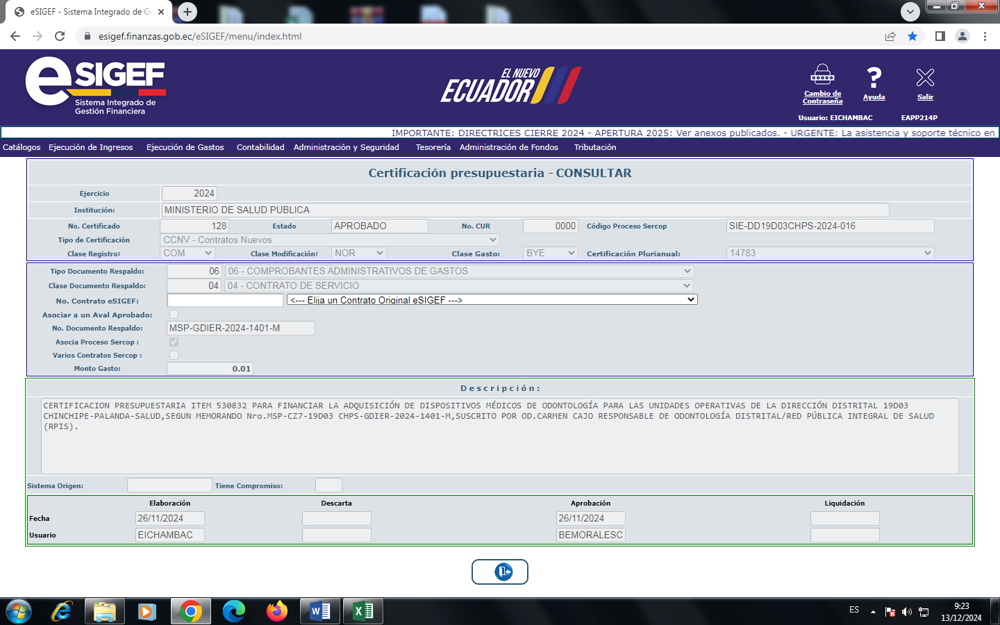 eSIGEF - Sistema Integrado de Ge
esigef.finanzas.gob.ec/eSIGEF/menu/index.html
eSIGEF
Sistema Integrado de
Gestión Financiera
EL NUEVO
ECUADOR
Cambio de
Contraseña
Ayuda
Salir
Usuario: EICHAMBAC
EAPP214P
IMPORTANTE: DIRECTRICES CIERRE 2024 - APERTURA 2025: Ver anexos publicados. - URGENTE: La asistencia y soporte técnico en
Catálogos Ejecución de Ingresos Ejecución de Gastos Contabilidad Administración y Seguridad Tesorería Administración de Fondos Tributación
Certificación presupuestaria - CONSULTAR
Ejercicio 2024
Institución: MINISTERIO DE SALUD PUBLICA
No. Certificado 128 Estado APROBADO No. CUR 0000 Código Proceso Sercop SIE-DD19D03CHPS-2024-016
Tipo de Certificación CCNV - Contratos Nuevos
Clase Registro: COM Clase Modificación: NOR Clase Gasto: BYE Certificación Plurianual: 14783
Tipo Documento Respaldo: 06 06 - COMPROBANTES ADMINISTRATIVOS DE GASTOS
Clase Documento Respaldo: 04 04 - CONTRATO DE SERVICIO
No. Contrato eSIGEF: <--- Elija un Contrato Original eSIGEF --->
Asociar a un Aval Aprobado:
No. Documento Respaldo: MSP-GDIER-2024-1401-M
Asocia Proceso Sercop :
Varios Contratos Sercop :
Monto Gasto: 0.01
Descripción:
CERTIFICACION PRESUPUESTARIA ITEM 530832 PARA FINANCIAR LA ADQUISICIÓN DE DISPOSITIVOS MÉDICOS DE ODONTOLOGÍA PARA LAS UNIDADES OPERATIVAS DE LA DIRECCIÓN DISTRITAL 19D03
CHINCHIPE-PALANDA-SALUD,SEGUN MEMORANDO Nro.MSP-CZ7-19D03 CHPS-GDIER-2024-1401-M,SUSCRITO POR OD.CARMEN CAJO RESPONSABLE DE ODONTOLOGÍA DISTRITAL/RED PÚBLICA INTEGRAL DE SALUD
(RPIS).
Sistema Origen: Tiene Compromiso:
Elaboración Descarta Aprobación Liquidación
Fecha 26/11/2024 26/11/2024
Usuario EICHAMBAC BEMORALESC
ES
9:23
13/12/2024